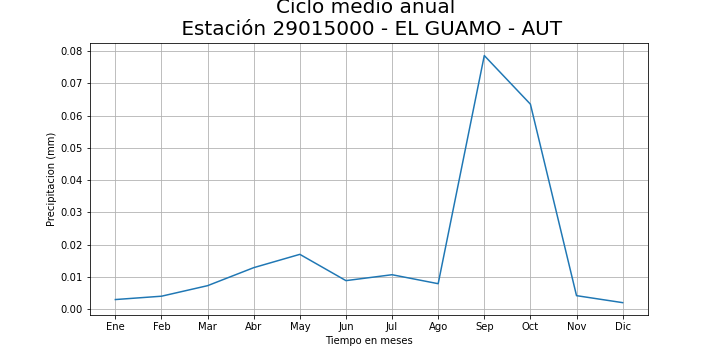 Ciclo medio anual
Estación 29015000 - EL GUAMO - AUT
0.08
0.07
0.06
0.05
0.04
0.03
0.02
0.01
0.00
Precipitacion (mm)
Ene Feb Mar Abr May Jun Jul Ago Sep Oct Nov Dic
Tiempo en meses